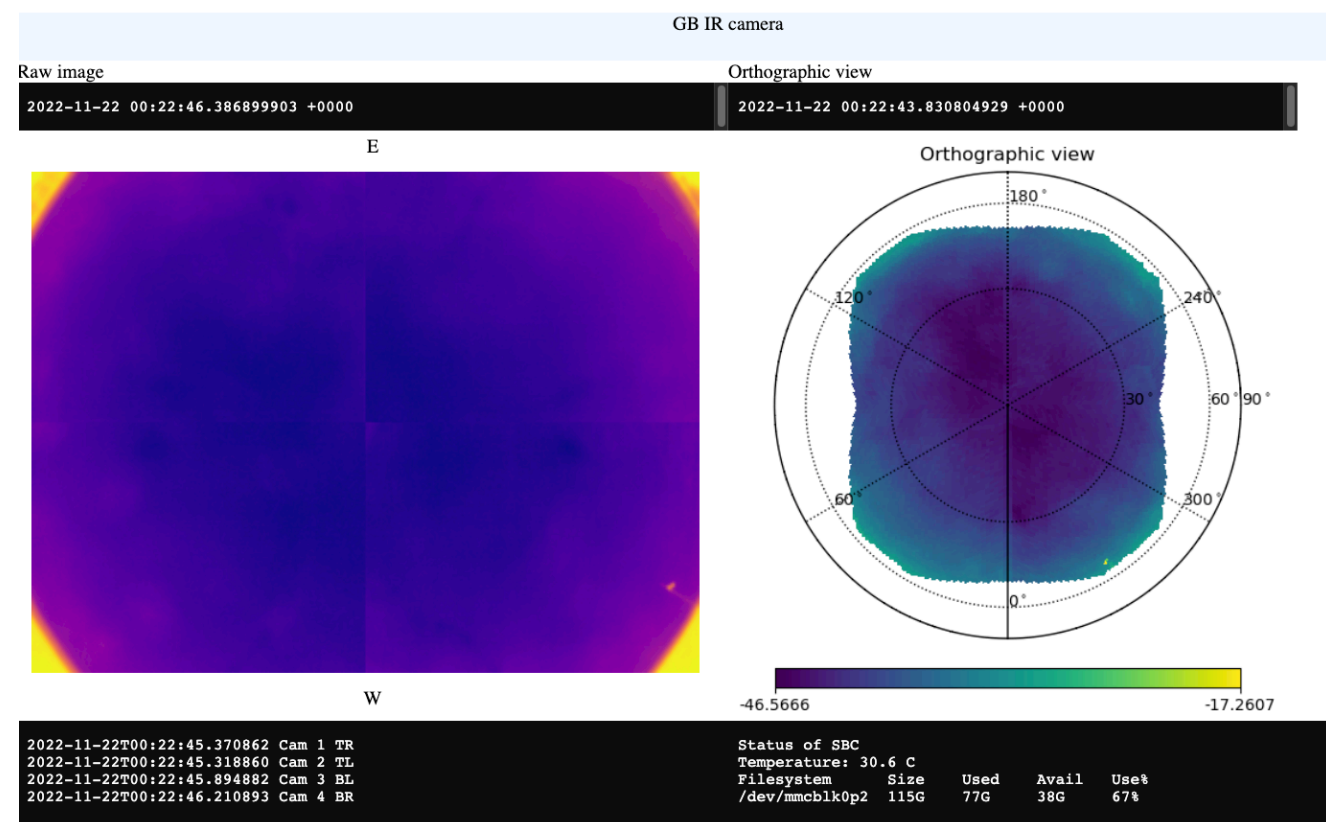 GB IR camera
Raw image
Orthographic view
2022-11-22 00:22:46.386899903 +0000
2022-11-22 00:22:43.830804929 +0000
E
Orthographic view
180°
120°
240°
30°
60°
90°
60°
300°
0°
W
-46.5666
-17.2607
2022-11-22T00:22:45.370862 Cam 1 TR
2022-11-22T00:22:45.318860 Cam 2 TL
2022-11-22T00:22:45.894882 Cam 3 BL
2022-11-22T00:22:46.210893 Cam 4 BR
Status of SBC
Temperature: 30.6 C
Filesystem Size Used Avail Use%
/dev/mmcblk0p2 115G 77G 38G 67%